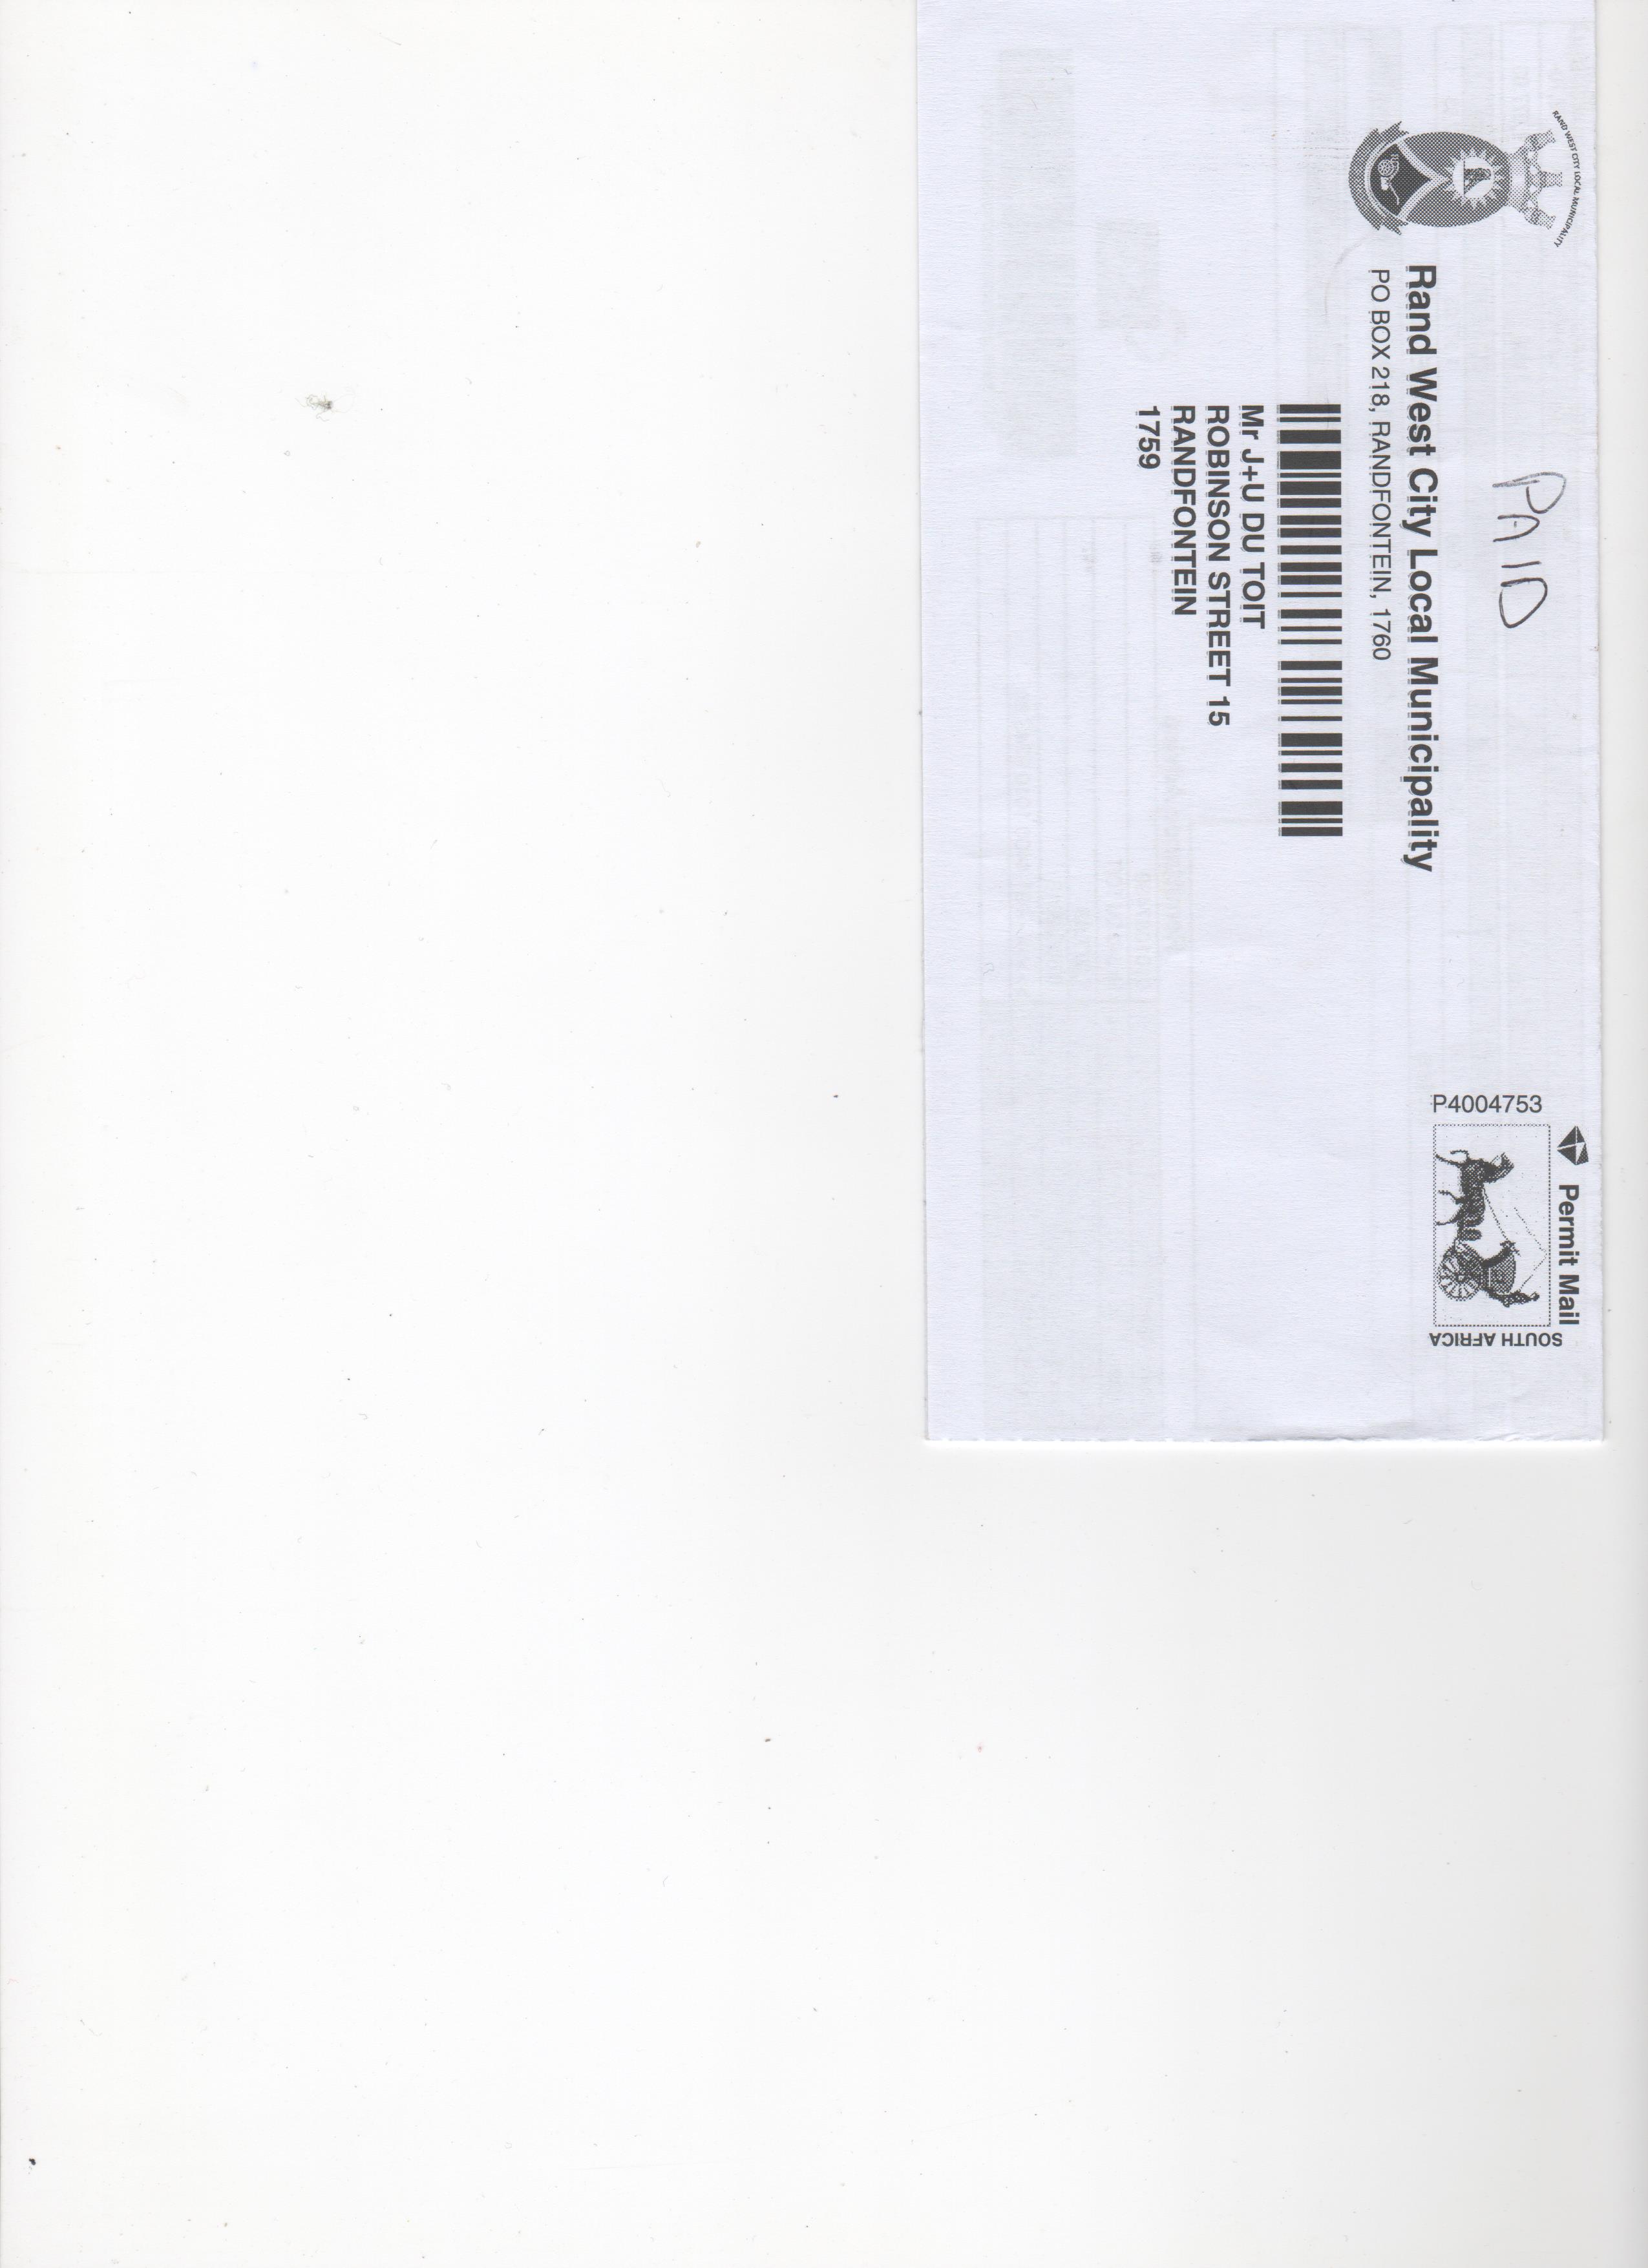 RAND WEST CITY LOCAL MUNICIPALITY
PAID
Rand West City Local Municipality
PO BOX 218, RANDFONTEIN, 1760
Mr J+U DU TOIT
ROBINSON STREET 15
RANDFONTEIN
1759
P4004753
Permit Mail
SOUTH AFRICA